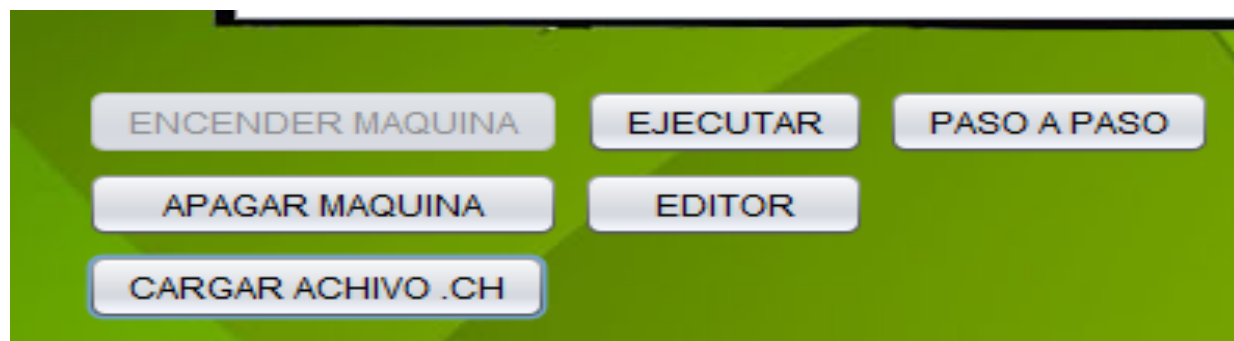 ENCENDER MAQUINA EJECUTAR PASO A PASO
APAGAR MAQUINA EDITOR
CARGAR ACHIVO .CH